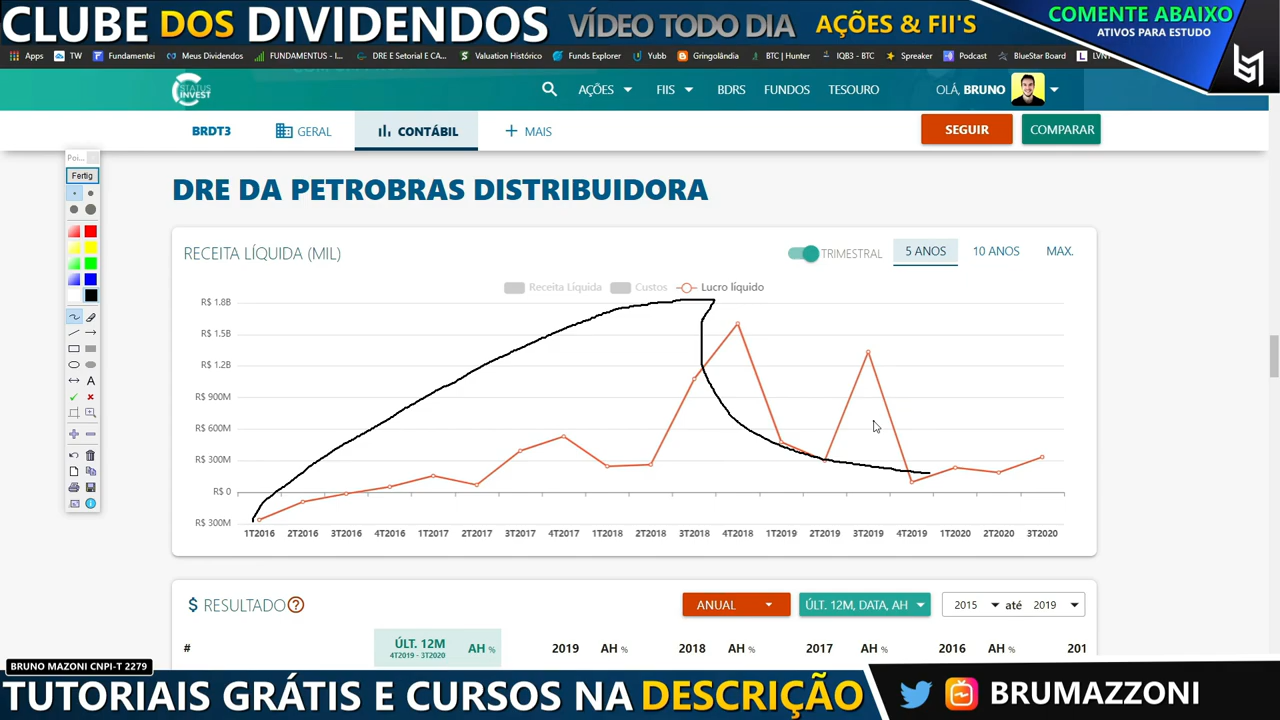 CLUBE DOS DIVIDENDOS
VÍDEO TODO DIA
AÇÕES & FII'S
COMENTE ABAIXO
ATIVOS PARA ESTUDO
Apps
TW
Fundamentei
Meus Dividendos
FUNDAMENTUS - I...
DRE E Setorial E CA...
Valuation Histórico
Funds Explorer
Yubb
Gringolândia
BTC | Hunter
IQB3 - BTC
Spreaker
Podcast
BlueStar Board
STATUS
INVEST
AÇÕES
FIIS
BDRS
FUNDOS
TESOURO
OLÁ, BRUNO
BRDT3
GERAL
CONTÁBIL
+ MAIS
SEGUIR
COMPARAR
Poi...
Fertig
A
DRE DA PETROBRAS DISTRIBUIDORA
RECEITA LÍQUIDA (MIL)
TRIMESTRAL
5 ANOS
10 ANOS
MAX.
Receita Líquida
Custos
Lucro líquido
R$ 1.8B
R$ 1.5B
R$ 1.2B
R$ 900M
R$ 600M
R$ 300M
R$ 0
R$ 300M
1T2016 2T2016 3T2016 4T2016 1T2017 2T2017 3T2017 4T2017 1T2018 2T2018 3T2018 4T2018 1T2019 2T2019 3T2019 4T2019 1T2020 2T2020 3T2020
$ RESULTADO ?
ANUAL
ÚLT. 12M, DATA, AH
2015 até 2019
# ÚLT. 12M AH % 2019 AH % 2018 AH % 2017 AH % 2016 AH % 201
4T2019 - 3T2020
BRUNO MAZONI CNPI-T 2279
TUTORIAIS GRÁTIS E CURSOS NA DESCRIÇÃO
BRUMAZZONI